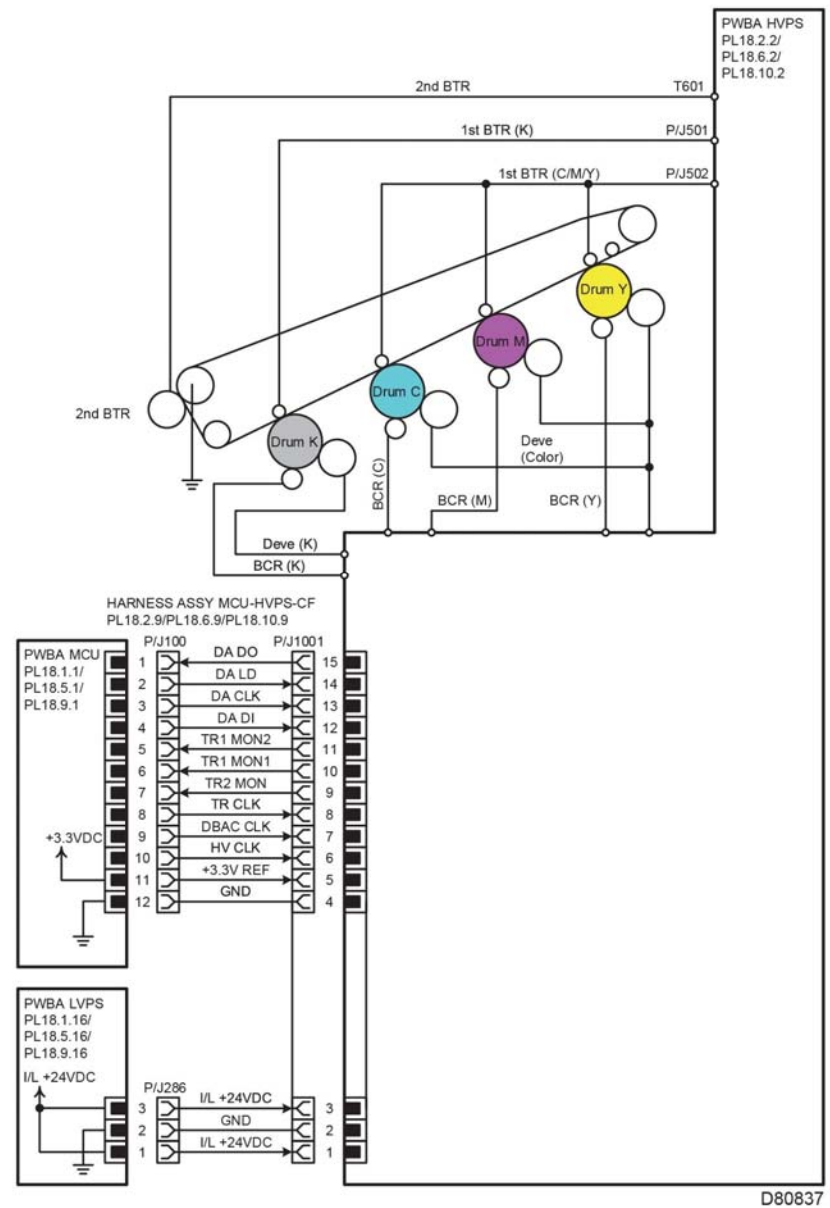 PWBA HVPS
PL18.2.2/
PL18.6.2/
PL18.10.2
2nd BTR
T601
1st BTR (K)
P/J501
1st BTR (C/M/Y)
P/J502
Drum Y
Drum M
Drum C
2nd BTR
Drum K
Deve
(Color)
BCR (C)
BCR (M)
BCR (Y)
Deve (K)
BCR (K)
HARNESS ASSY MCU-HVPS-CF
PL18.2.9/PL18.6.9/PL18.10.9
PWBA MCU
PL18.1.1/
PL18.5.1/
PL18.9.1
P/J100
P/J1001
1 DA DO 15
2 DA LD 14
3 DA CLK 13
4 DA DI 12
5 TR1 MON2 11
6 TR1 MON1 10
7 TR2 MON 9
8 TR CLK 8
9 DBAC CLK 7
+3.3VDC
10 HV CLK 6
11 +3.3V REF 5
12 GND 4
PWBA LVPS
PL18.1.16/
PL18.5.16/
PL18.9.16
I/L +24VDC
P/J286
3 I/L +24VDC 3
2 GND 2
1 I/L +24VDC 1
D80837